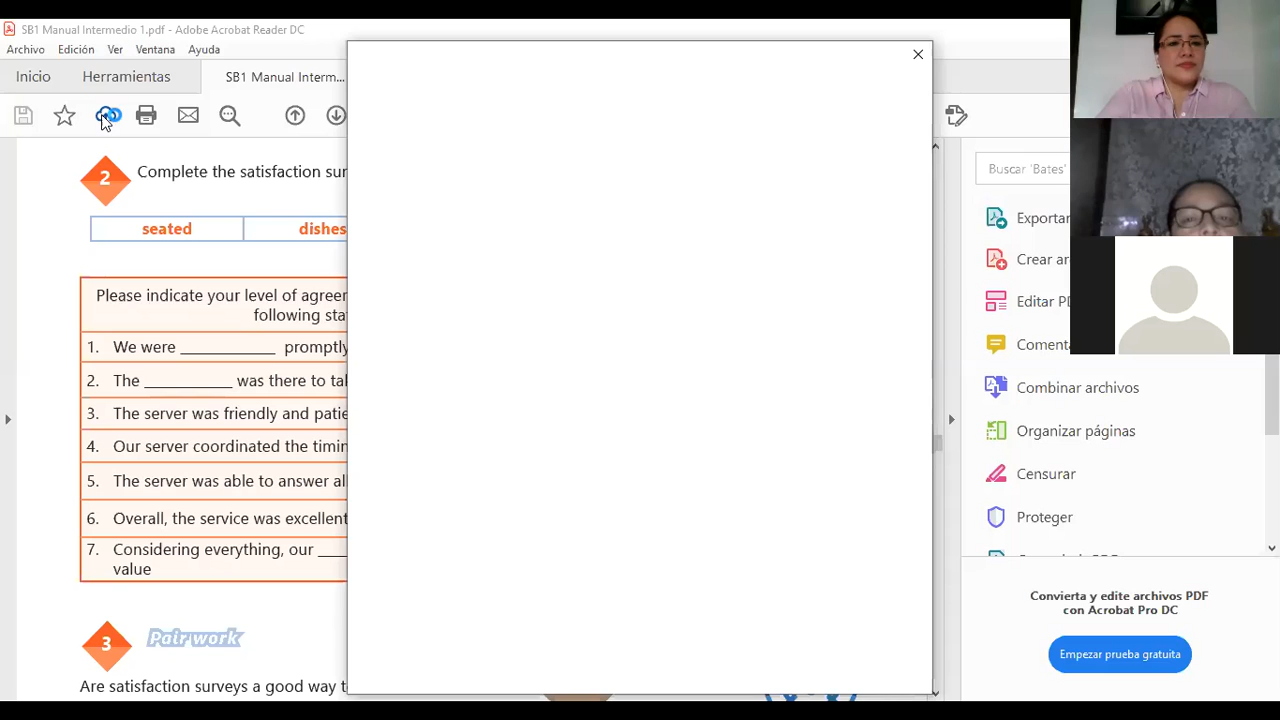 SB1 Manual Intermedio 1.pdf - Adobe Acrobat Reader DC
Archivo Edición Ver Ventana Ayuda
Inicio Herramientas SB1 Manual Interm...
2 Complete the satisfaction sur
seated dishes
Please indicate your level of agreer
following stat
1. We were ____________ promptly
2. The ___________ was there to tak
3. The server was friendly and patie
4. Our server coordinated the timin
5. The server was able to answer all
6. Overall, the service was excellent
7. Considering everything, our ____
value
3 Pair work
Are satisfaction surveys a good way t
Buscar 'Bates'
Exportar
Crear ar
Editar PD
Comenta
Combinar archivos
Organizar páginas
Censurar
Proteger
Convierta y edite archivos PDF
con Acrobat Pro DC
Empezar prueba gratuita